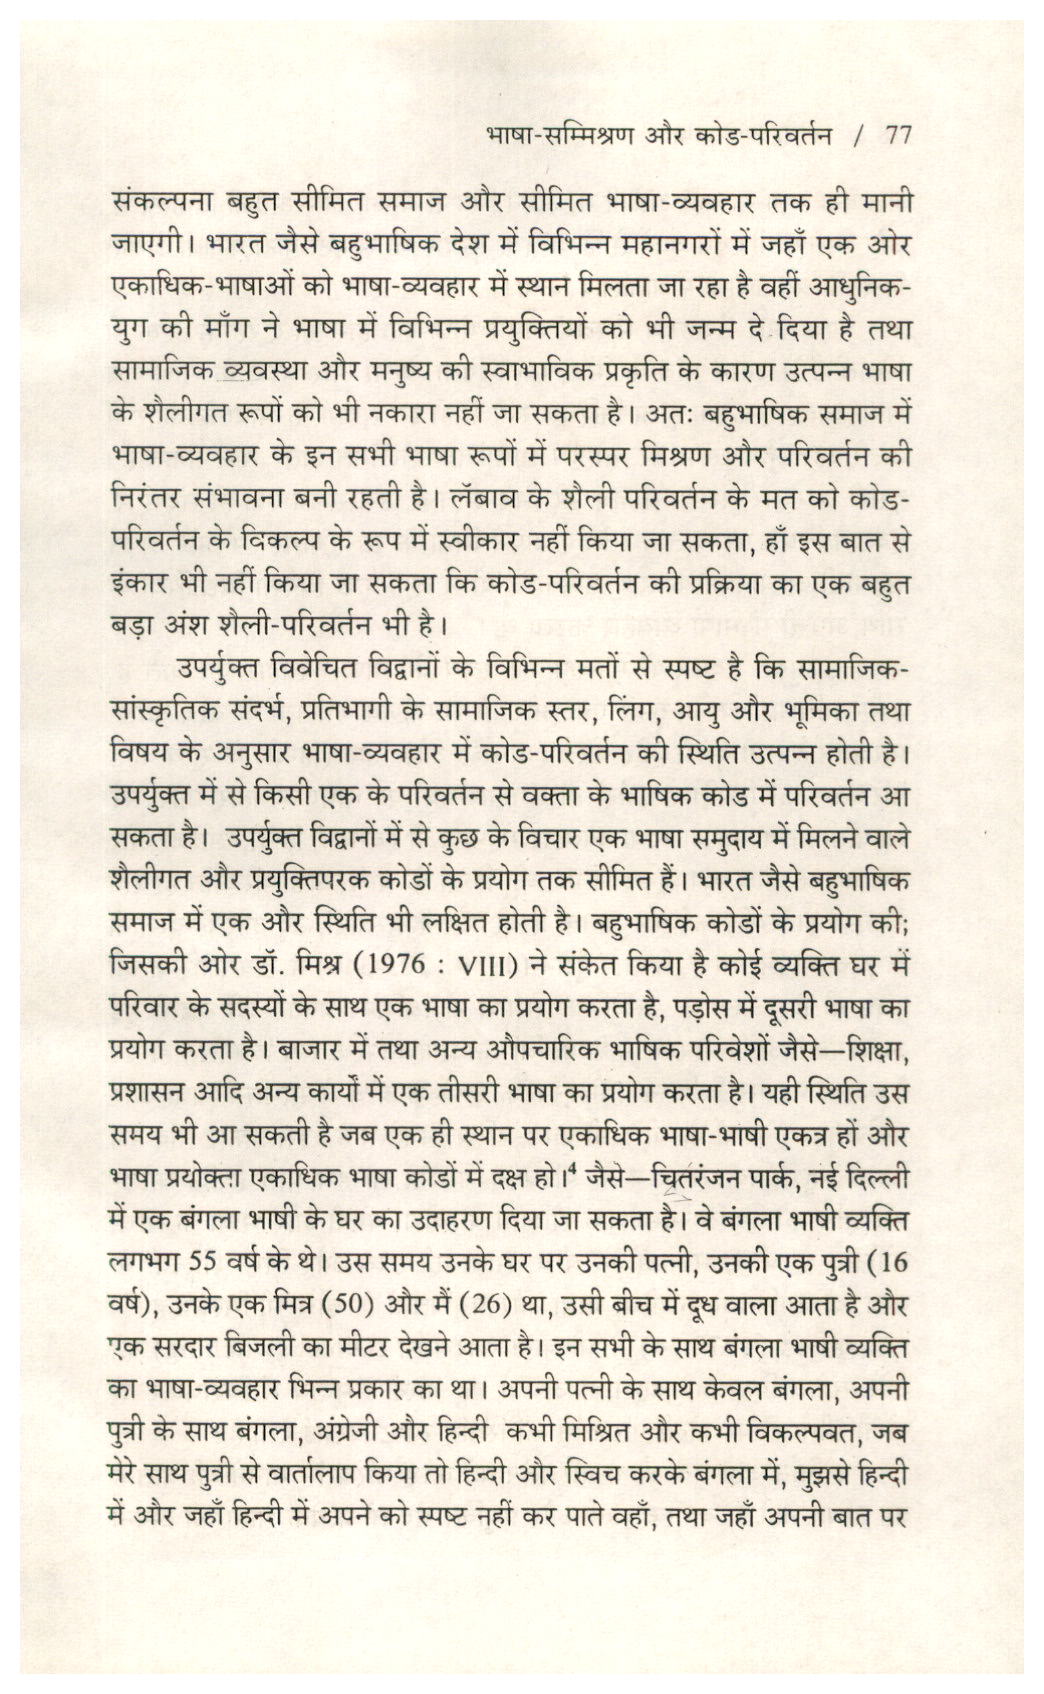 भाषा-सम्मिश्रण और कोड-परिवर्तन / 77
संकल्पना बहुत सीमित समाज और सीमित भाषा-व्यवहार तक ही मानी
जाएगी। भारत जैसे बहुभाषिक देश में विभिन्न महानगरों में जहाँ एक ओर
एकाधिक-भाषाओं को भाषा-व्यवहार में स्थान मिलता जा रहा है वहीं आधुनिक-
युग की माँग ने भाषा में विभिन्न प्रयुक्तियों को भी जन्म दे दिया है तथा
सामाजिक व्यवस्था और मनुष्य की स्वाभाविक प्रकृति के कारण उत्पन्न भाषा
के शैलीगत रूपों को भी नकारा नहीं जा सकता है। अतः बहुभाषिक समाज में
भाषा-व्यवहार के इन सभी भाषा रूपों में परस्पर मिश्रण और परिवर्तन की
निरंतर संभावना बनी रहती है। लॅबाव के शैली परिवर्तन के मत को कोड-
परिवर्तन के विकल्प के रूप में स्वीकार नहीं किया जा सकता, हाँ इस बात से
इंकार भी नहीं किया जा सकता कि कोड-परिवर्तन की प्रक्रिया का एक बहुत
बड़ा अंश शैली-परिवर्तन भी है।
उपर्युक्त विवेचित विद्वानों के विभिन्न मतों से स्पष्ट है कि सामाजिक-
सांस्कृतिक संदर्भ, प्रतिभागी के सामाजिक स्तर, लिंग, आयु और भूमिका तथा
विषय के अनुसार भाषा-व्यवहार में कोड-परिवर्तन की स्थिति उत्पन्न होती है।
उपर्युक्त में से किसी एक के परिवर्तन से वक्ता के भाषिक कोड में परिवर्तन आ
सकता है। उपर्युक्त विद्वानों में से कुछ के विचार एक भाषा समुदाय में मिलने वाले
शैलीगत और प्रयुक्तिपरक कोडों के प्रयोग तक सीमित हैं। भारत जैसे बहुभाषिक
समाज में एक और स्थिति भी लक्षित होती है। बहुभाषिक कोडों के प्रयोग की;
जिसकी ओर डॉ. मिश्र (1976 : VIII) ने संकेत किया है कोई व्यक्ति घर में
परिवार के सदस्यों के साथ एक भाषा का प्रयोग करता है, पड़ोस में दूसरी भाषा का
प्रयोग करता है। बाजार में तथा अन्य औपचारिक भाषिक परिवेशों जैसे—शिक्षा,
प्रशासन आदि अन्य कार्यों में एक तीसरी भाषा का प्रयोग करता है। यही स्थिति उस
समय भी आ सकती है जब एक ही स्थान पर एकाधिक भाषा-भाषी एकत्र हों और
भाषा प्रयोक्ता एकाधिक भाषा कोडों में दक्ष हो।⁴ जैसे—चितरंजन पार्क, नई दिल्ली
में एक बंगला भाषी के घर का उदाहरण दिया जा सकता है। वे बंगला भाषी व्यक्ति
लगभग 55 वर्ष के थे। उस समय उनके घर पर उनकी पत्नी, उनकी एक पुत्री (16
वर्ष), उनके एक मित्र (50) और मैं (26) था, उसी बीच में दूध वाला आता है और
एक सरदार बिजली का मीटर देखने आता है। इन सभी के साथ बंगला भाषी व्यक्ति
का भाषा-व्यवहार भिन्न प्रकार का था। अपनी पत्नी के साथ केवल बंगला, अपनी
पुत्री के साथ बंगला, अंग्रेजी और हिन्दी कभी मिश्रित और कभी विकल्पवत, जब
मेरे साथ पुत्री से वार्तालाप किया तो हिन्दी और स्विच करके बंगला में, मुझसे हिन्दी
में और जहाँ हिन्दी में अपने को स्पष्ट नहीं कर पाते वहाँ, तथा जहाँ अपनी बात पर